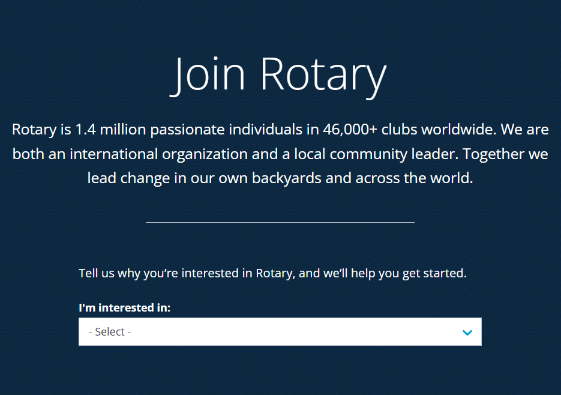 Join Rotary
Rotary is 1.4 million passionate individuals in 46,000+ clubs worldwide. We are
both an international organization and a local community leader. Together we
lead change in our own backyards and across the world.
Tell us why you’re interested in Rotary, and we’ll help you get started.
I'm interested in:
- Select -